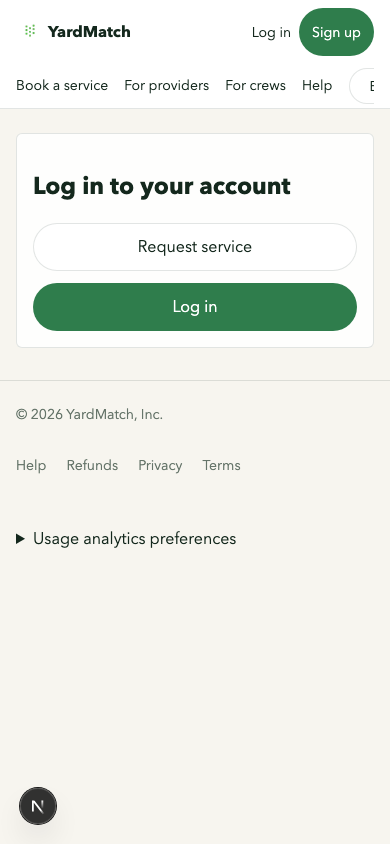 YardMatch
Log in
Sign up
Book a service
For providers
For crews
Help
Log in to your account
Request service
Log in
© 2026 YardMatch, Inc.
Help
Refunds
Privacy
Terms
Usage analytics preferences
N